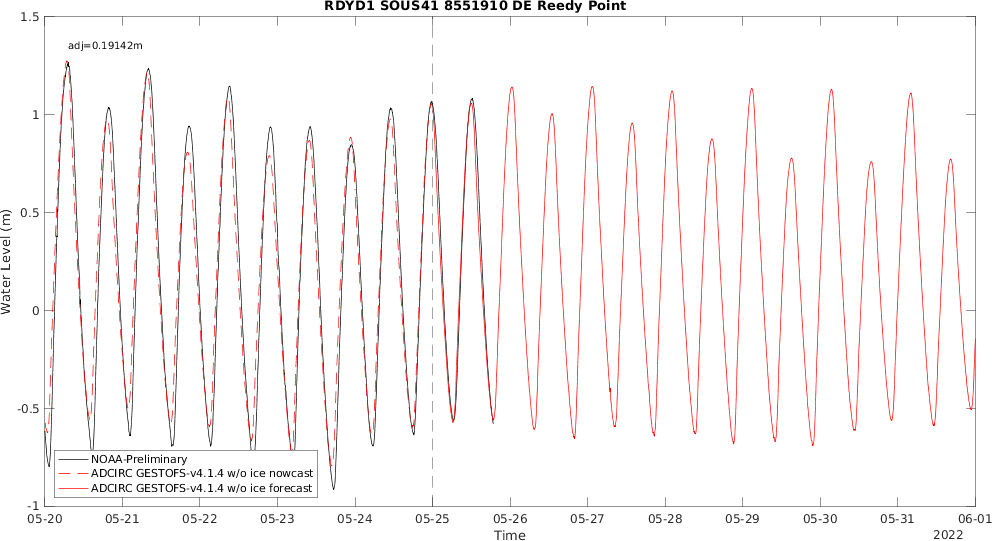 RDYD1 SOUS41 8551910 DE Reedy Point
1.5
adj=0.19142m
1
0.5
Water Level (m)
0
-0.5
NOAA-Preliminary
ADCIRC GESTOFS-v4.1.4 w/o ice nowcast
ADCIRC GESTOFS-v4.1.4 w/o ice forecast
-1
05-20 05-21 05-22 05-23 05-24 05-25 05-26 05-27 05-28 05-29 05-30 05-31 06-01
Time
2022